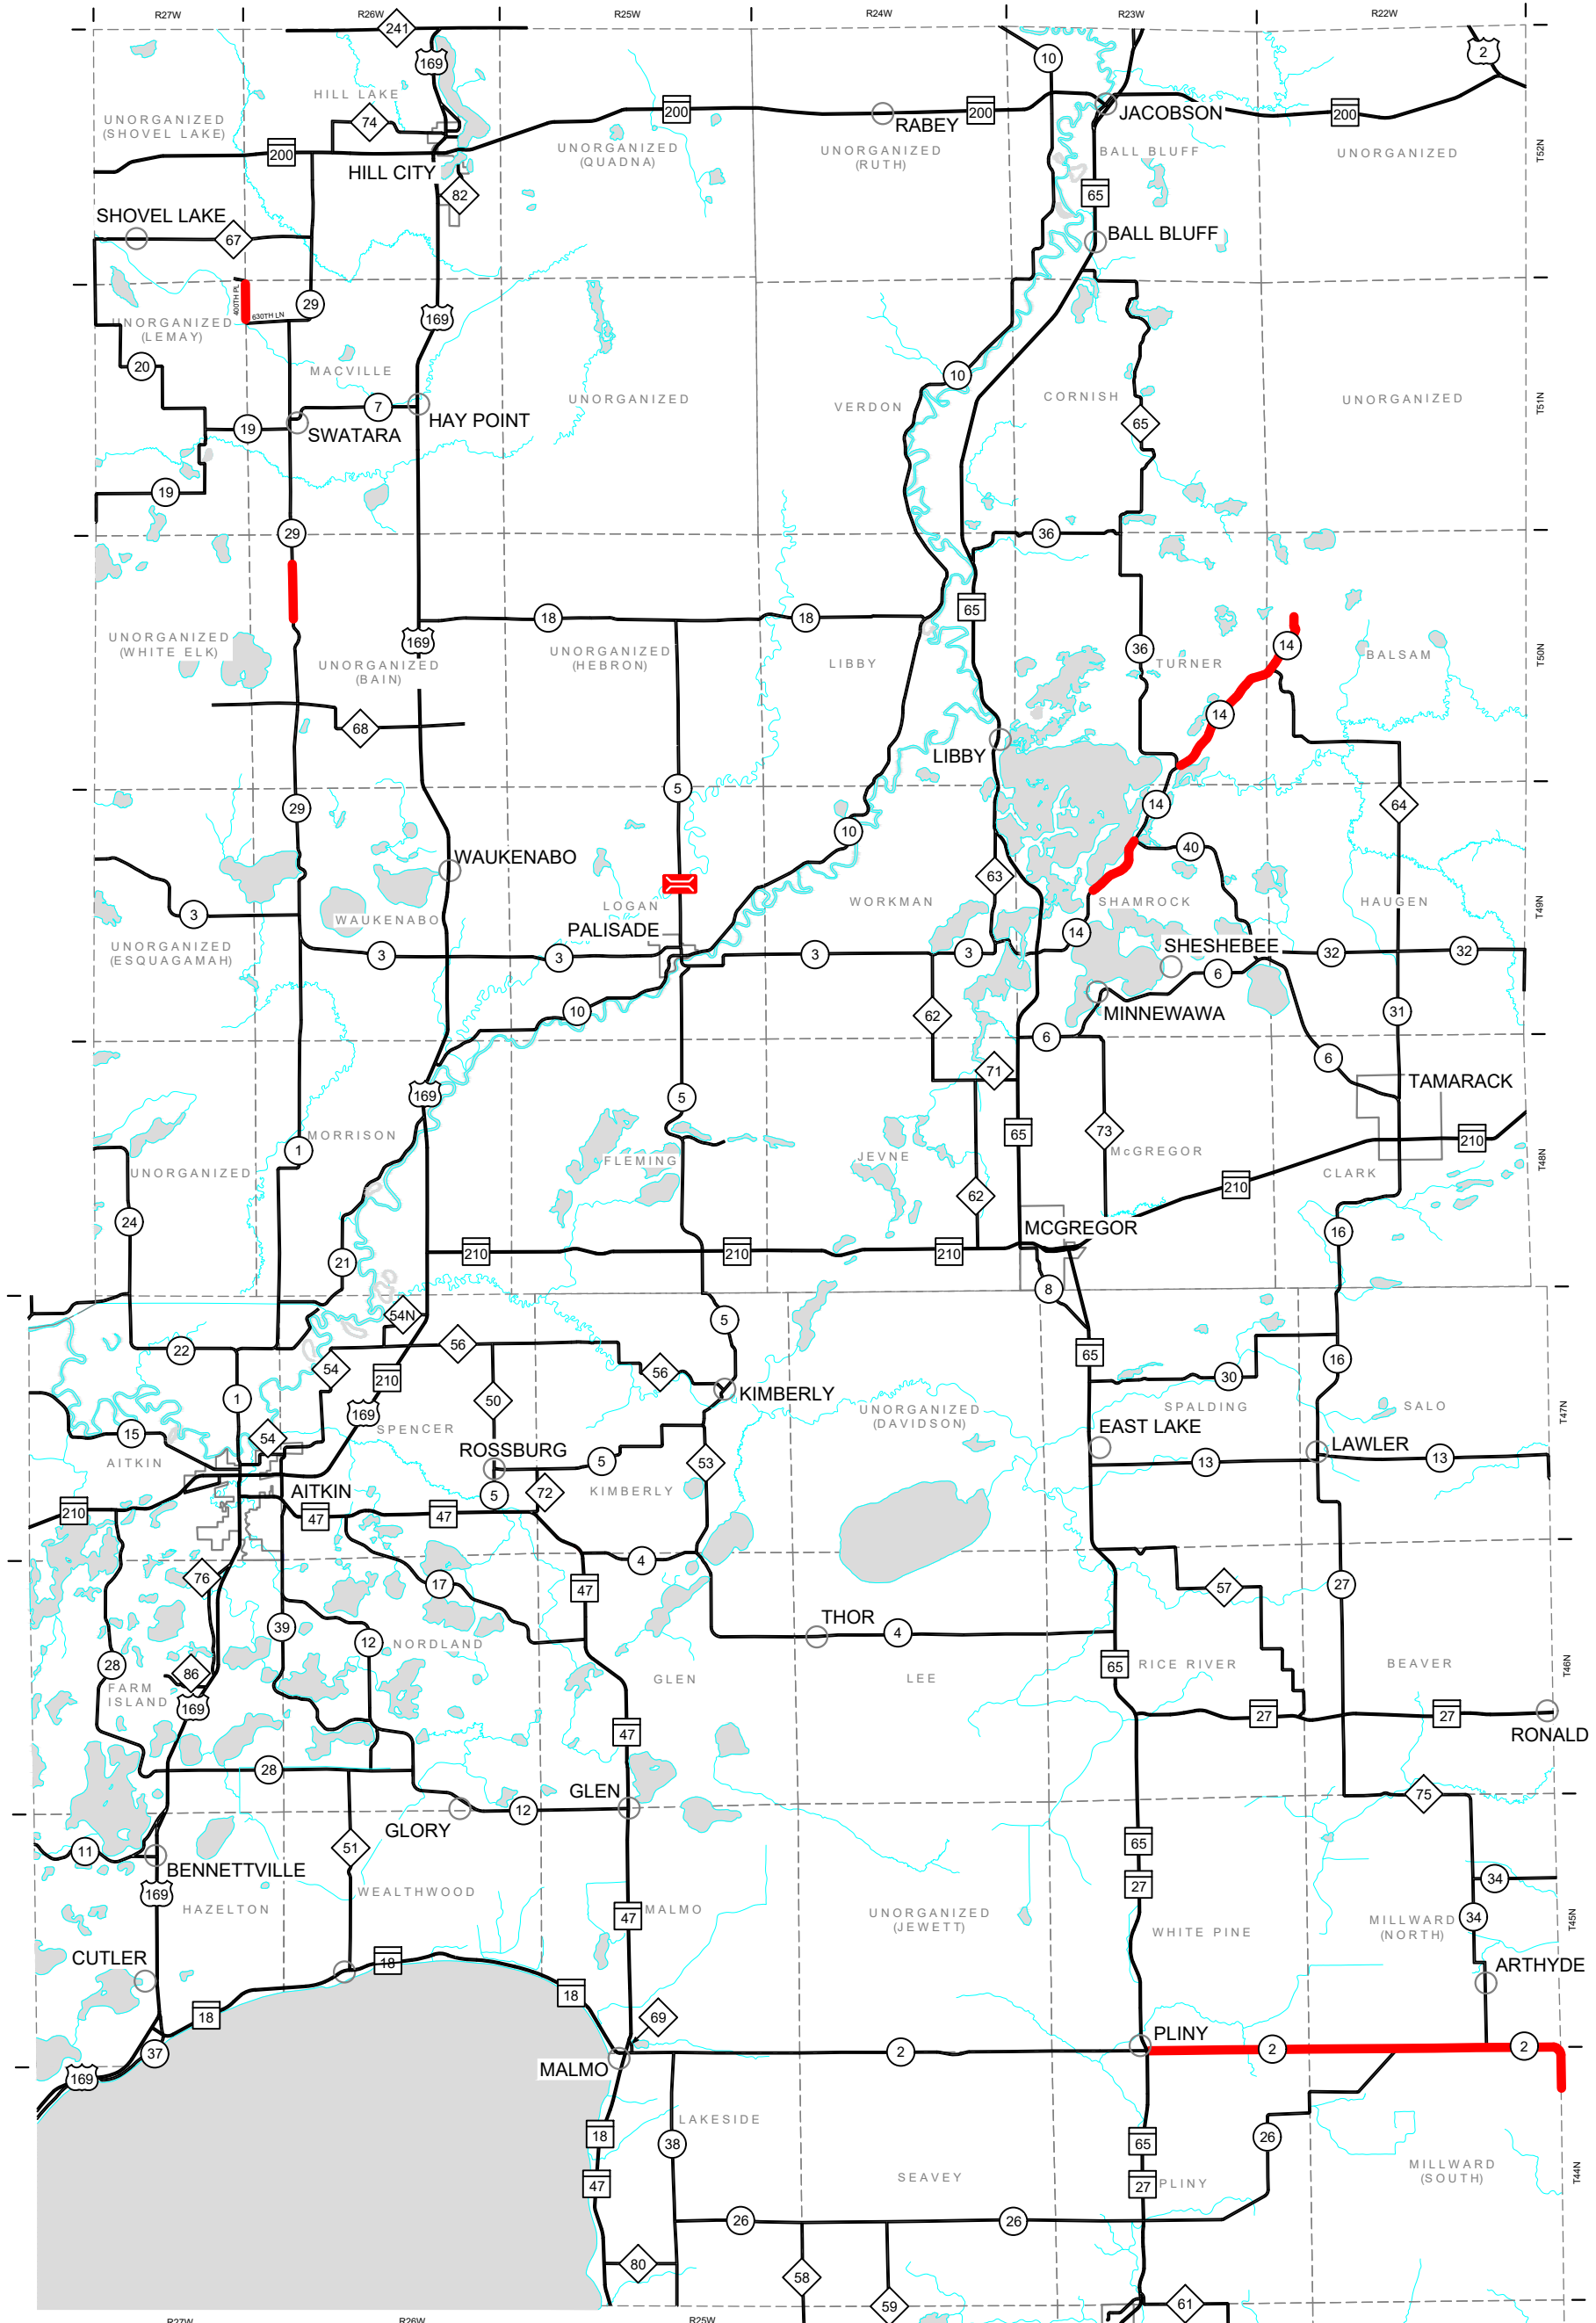 R27W
R26W
R25W
R24W
R23W
R22W
241
169
10
2
HILL LAKE
74
200
RABEY
200
JACOBSON
200
UNORGANIZED
(SHOVEL LAKE)
200
HILL CITY
UNORGANIZED
(QUADNA)
UNORGANIZED
(RUTH)
BALL BLUFF
UNORGANIZED
T52N
82
65
SHOVEL LAKE
67
BALL BLUFF
400TH PL
630TH LN
29
169
UNORGANIZED
(LEMAY)
20
MACVILLE
10
UNORGANIZED
VERDON
CORNISH
UNORGANIZED
T51N
7
HAY POINT
19
SWATARA
65
19
29
36
18
18
65
169
UNORGANIZED
(WHITE ELK)
UNORGANIZED
(BAIN)
UNORGANIZED
(HEBRON)
LIBBY
36
TURNER
14
BALSAM
T50N
68
14
LIBBY
5
29
14
64
10
40
WAUKENABO
63
3
WAUKENABO
LOGAN
WORKMAN
SHAMROCK
HAUGEN
T49N
PALISADE
14
UNORGANIZED
(ESQUAGAMAH)
3
3
3
3
SHESHEBEE
32
32
6
10
62
MINNEWAWA
31
6
6
71
TAMARACK
169
5
65
73
210
MORRISON
1
UNORGANIZED
FLEMING
JEVNE
McGREGOR
CLARK
T48N
62
210
24
MCGREGOR
16
21
210
210
210
8
54N
5
22
56
65
16
54
210
56
30
1
50
KIMBERLY
169
SPENCER
UNORGANIZED
(DAVIDSON)
SPALDING
SALO
T47N
15
54
ROSSBURG
EAST LAKE
LAWLER
AITKIN
5
53
13
13
AITKIN
5
72
KIMBERLY
210
47
47
4
76
17
47
57
27
39
THOR
4
12
NORDLAND
28
86
GLEN
LEE
65
RICE RIVER
BEAVER
T46N
FARM
ISLAND
169
47
27
27
RONALD
28
GLEN
75
GLORY
12
11
BENNETTVILLE
51
65
34
169
WEALTHWOOD
27
HAZELTON
47
MALMO
UNORGANIZED
(JEWETT)
WHITE PINE
MILLWARD
(NORTH)
34
T45N
CUTLER
18
ARTHYDE
18
18
69
PLINY
37
2
2
2
169
MALMO
LAKESIDE
18
38
65
26
47
SEAVEY
27
PLINY
MILLWARD
(SOUTH)
T44N
26
26
80
58
59
61
R27W
R26W
R25W